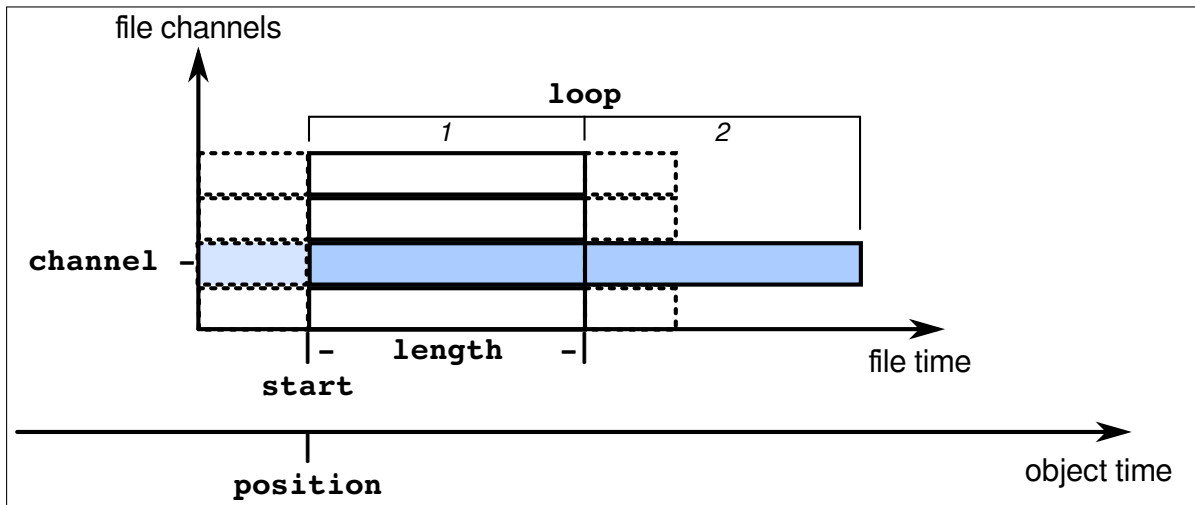 file channels
loop
1 2
channel
length
file time
start
object time
position